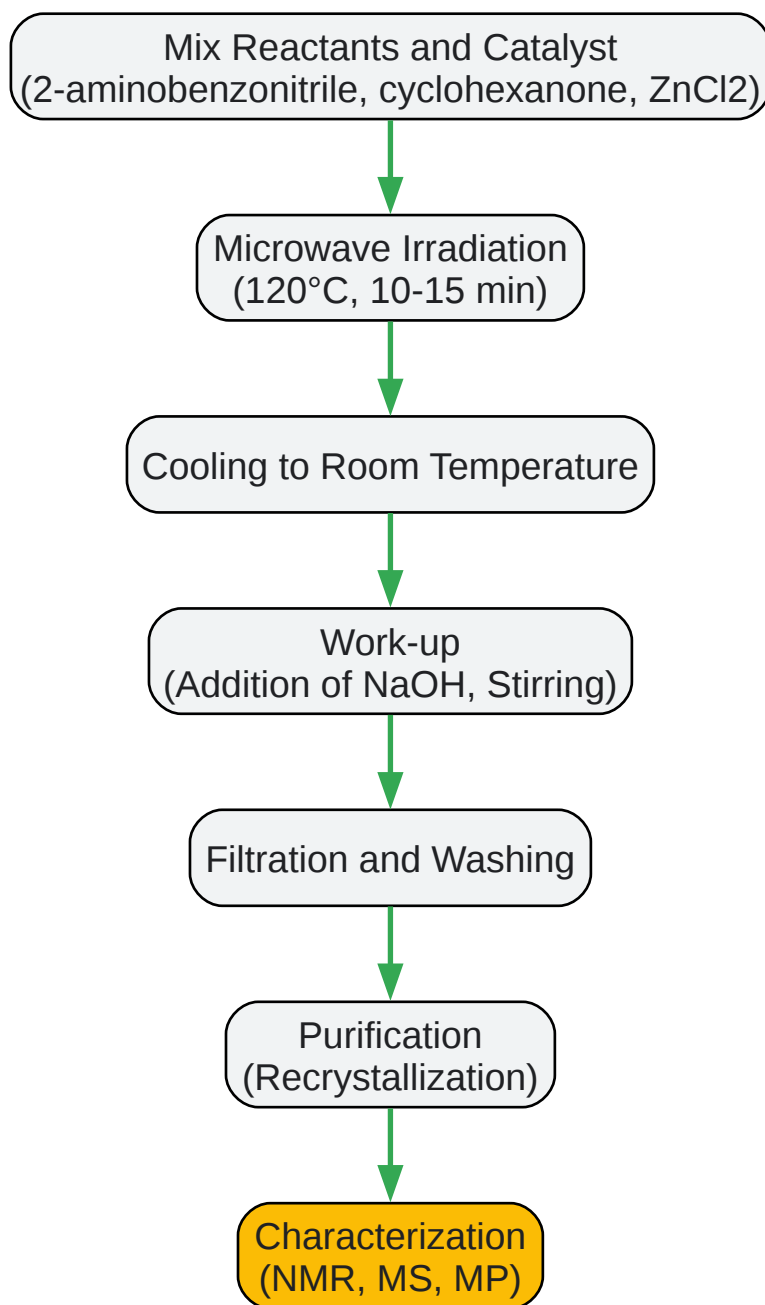 Mix Reactants and Catalyst
(2-aminobenzonitrile, cyclohexanone, ZnCl2)
Microwave Irradiation
(120°C, 10-15 min)
Cooling to Room Temperature
Work-up
(Addition of NaOH, Stirring)
Filtration and Washing
Purification
(Recrystallization)
Characterization
(NMR, MS, MP)